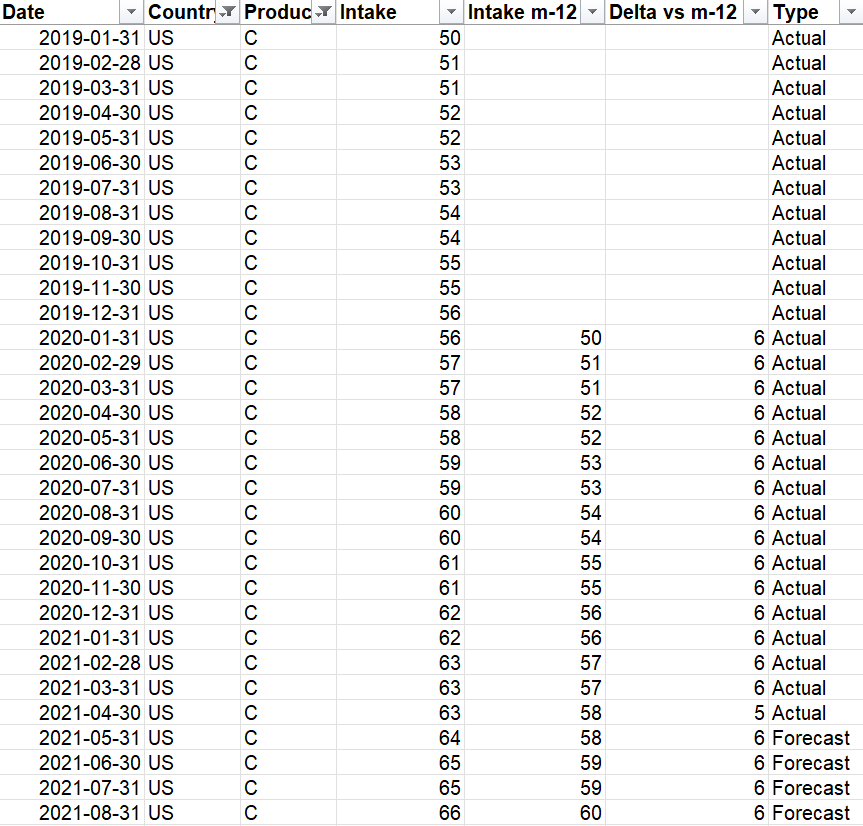 Date Country Produc Intake Intake m-12 Delta vs m-12 Type
2019-01-31 US C 50 Actual
2019-02-28 US C 51 Actual
2019-03-31 US C 51 Actual
2019-04-30 US C 52 Actual
2019-05-31 US C 52 Actual
2019-06-30 US C 53 Actual
2019-07-31 US C 53 Actual
2019-08-31 US C 54 Actual
2019-09-30 US C 54 Actual
2019-10-31 US C 55 Actual
2019-11-30 US C 55 Actual
2019-12-31 US C 56 Actual
2020-01-31 US C 56 50 6 Actual
2020-02-29 US C 57 51 6 Actual
2020-03-31 US C 57 51 6 Actual
2020-04-30 US C 58 52 6 Actual
2020-05-31 US C 58 52 6 Actual
2020-06-30 US C 59 53 6 Actual
2020-07-31 US C 59 53 6 Actual
2020-08-31 US C 60 54 6 Actual
2020-09-30 US C 60 54 6 Actual
2020-10-31 US C 61 55 6 Actual
2020-11-30 US C 61 55 6 Actual
2020-12-31 US C 62 56 6 Actual
2021-01-31 US C 62 56 6 Actual
2021-02-28 US C 63 57 6 Actual
2021-03-31 US C 63 57 6 Actual
2021-04-30 US C 63 58 5 Actual
2021-05-31 US C 64 58 6 Forecast
2021-06-30 US C 65 59 6 Forecast
2021-07-31 US C 65 59 6 Forecast
2021-08-31 US C 66 60 6 Forecast